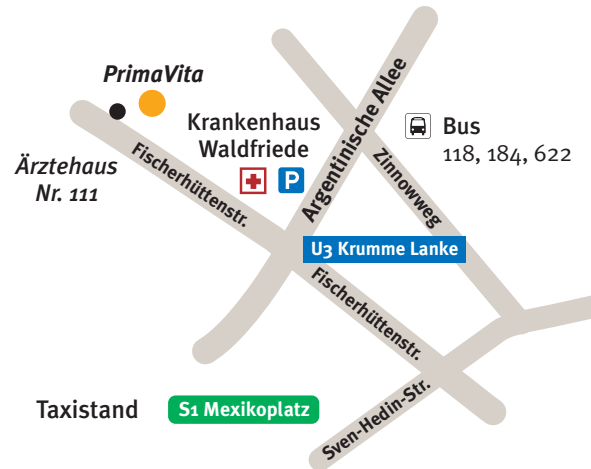 PrimaVita
Krankenhaus
Waldfriede
Ärztehaus
Nr. 111
Fischerhüttenstr.
P
Argentinische Allee
Bus
118, 184, 622
Zinnowweg
U3 Krumme Lanke
Fischerhüttenstr.
Sven-Hedin-Str.
Taxistand
S1 Mexikoplatz